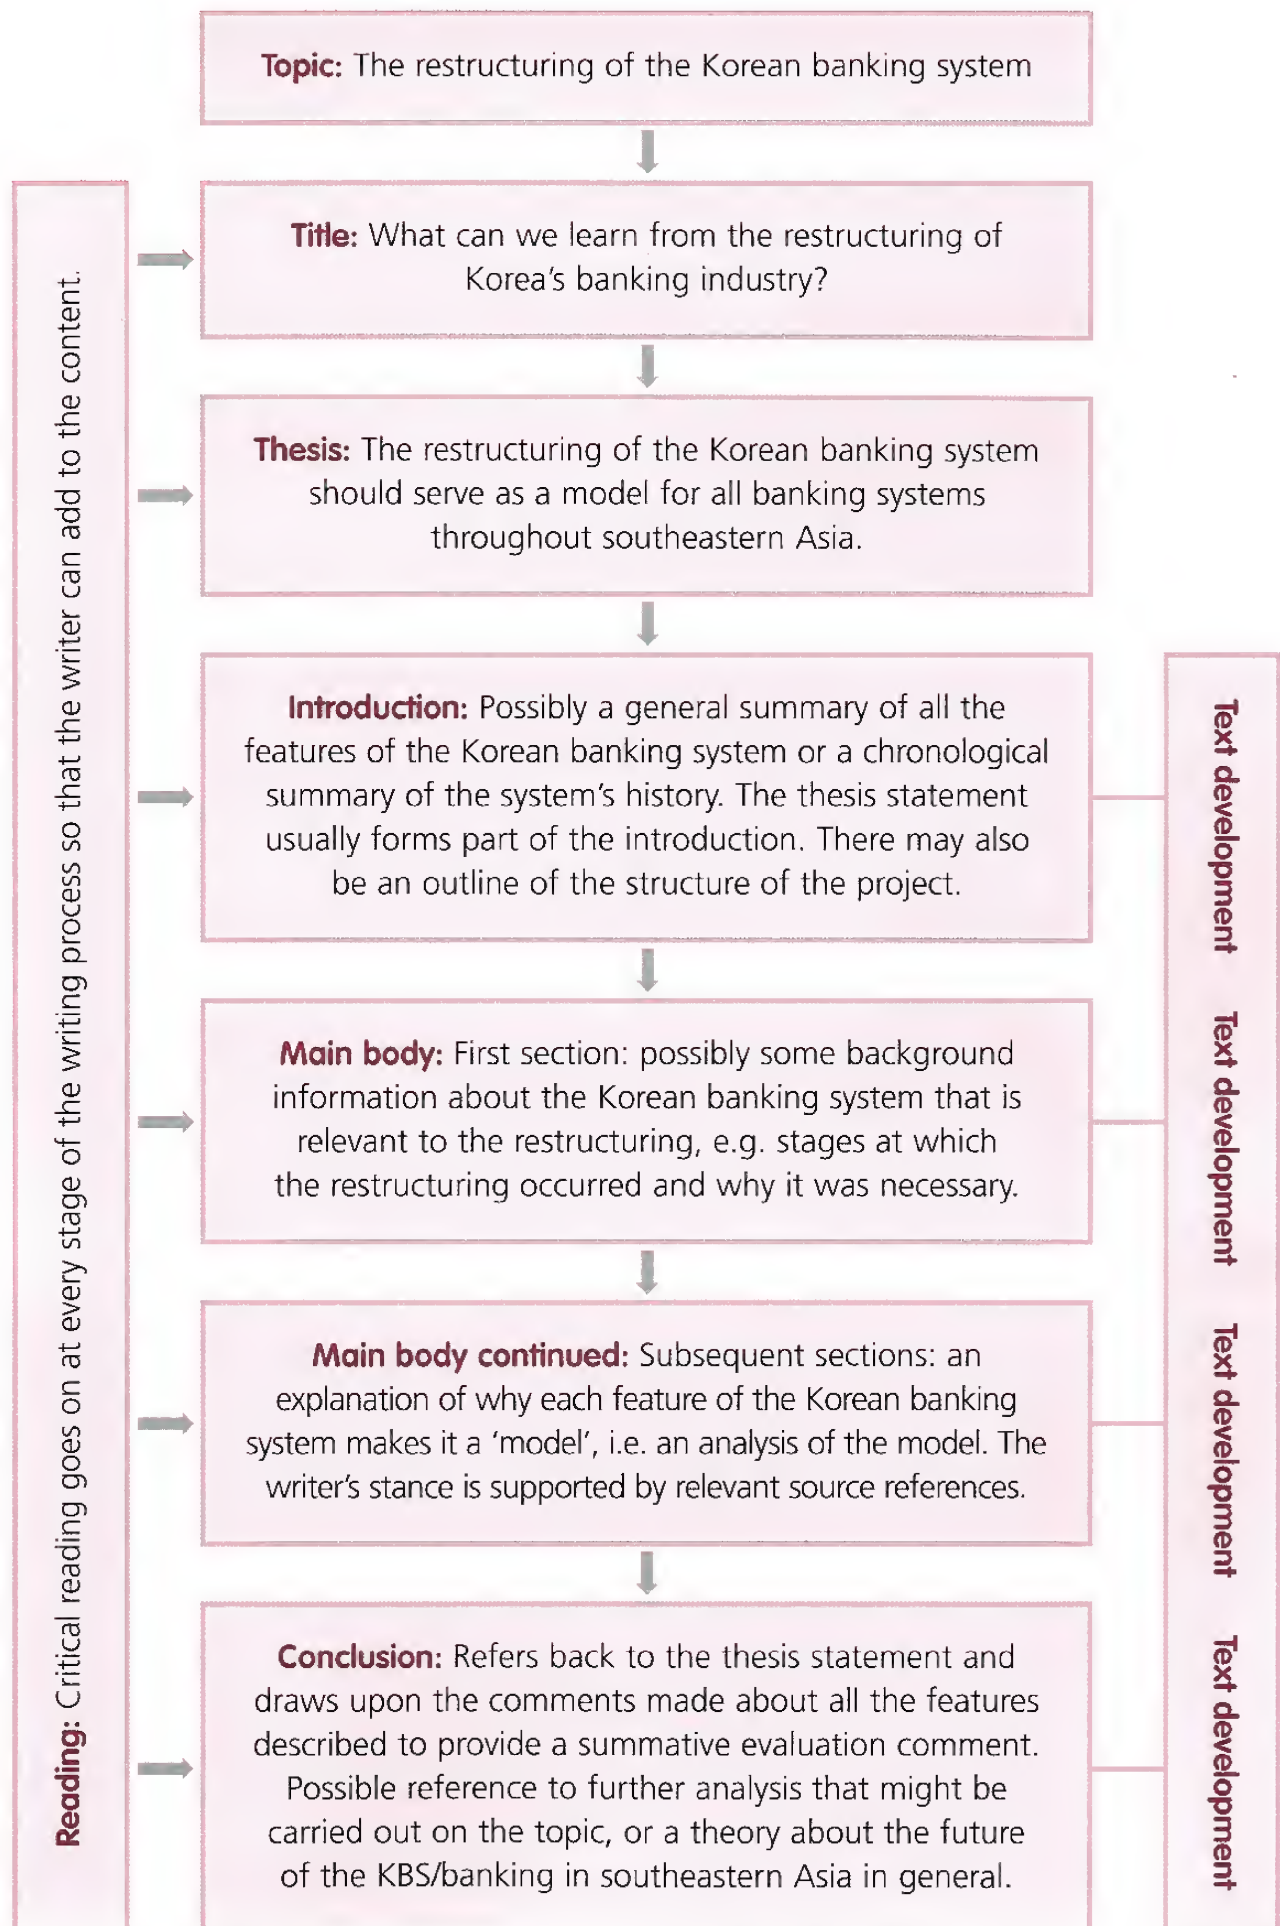 Topic: The restructuring of the Korean banking system
Title: What can we learn from the restructuring of
Korea's banking industry?
Thesis: The restructuring of the Korean banking system
should serve as a model for all banking systems
throughout southeastern Asia.
Introduction: Possibly a general summary of all the
features of the Korean banking system or a chronological
summary of the system's history. The thesis statement
usually forms part of the introduction. There may also
be an outline of the structure of the project.
Main body: First section: possibly some background
information about the Korean banking system that is
relevant to the restructuring, e.g. stages at which
the restructuring occurred and why it was necessary.
Main body continued: Subsequent sections: an
explanation of why each feature of the Korean banking
system makes it a 'model', i.e. an analysis of the model. The
writer's stance is supported by relevant source references.
Conclusion: Refers back to the thesis statement and
draws upon the comments made about all the features
described to provide a summative evaluation comment.
Possible reference to further analysis that might be
carried out on the topic, or a theory about the future
of the KBS/banking in southeastern Asia in general.
Reading: Critical reading goes on at every stage of the writing process so that the writer can add to the content.
Text development
Text development
Text development
Text development